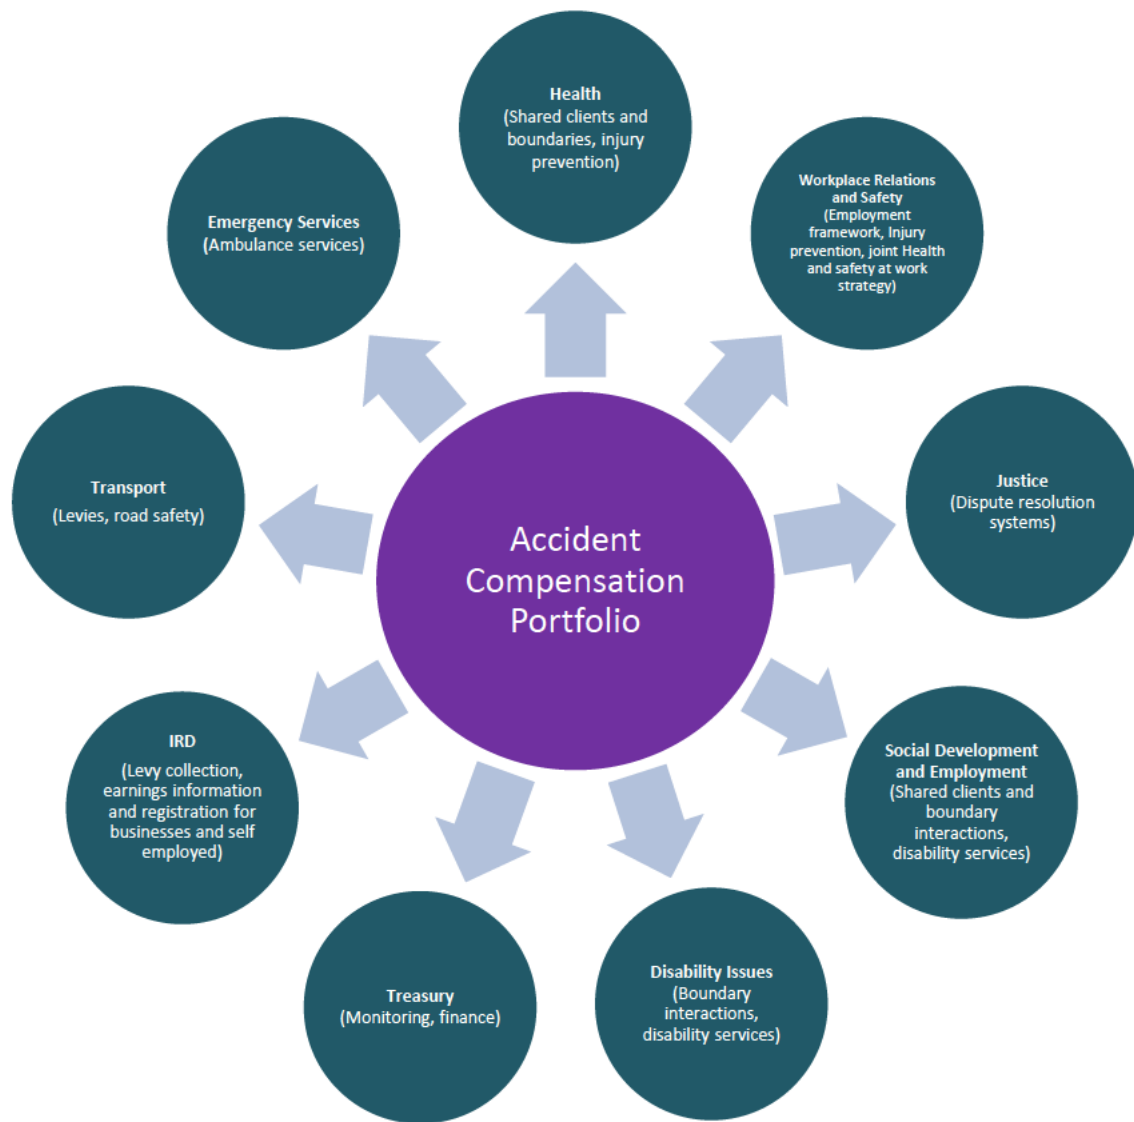 Health
(Shared clients and
boundaries, injury
prevention)
Workplace Relations
and Safety
(Employment
framework, Injury
prevention, joint Health
and safety at work
strategy)
Emergency Services
(Ambulance services)
Transport
(Levies, road safety)
Justice
(Dispute resolution
systems)
Accident
Compensation
Portfolio
IRD
(Levy collection,
earnings information
and registration for
businesses and self
employed)
Social Development
and Employment
(Shared clients and
boundary
interactions,
disability services)
Treasury
(Monitoring, finance)
Disability Issues
(Boundary
interactions,
disability services)